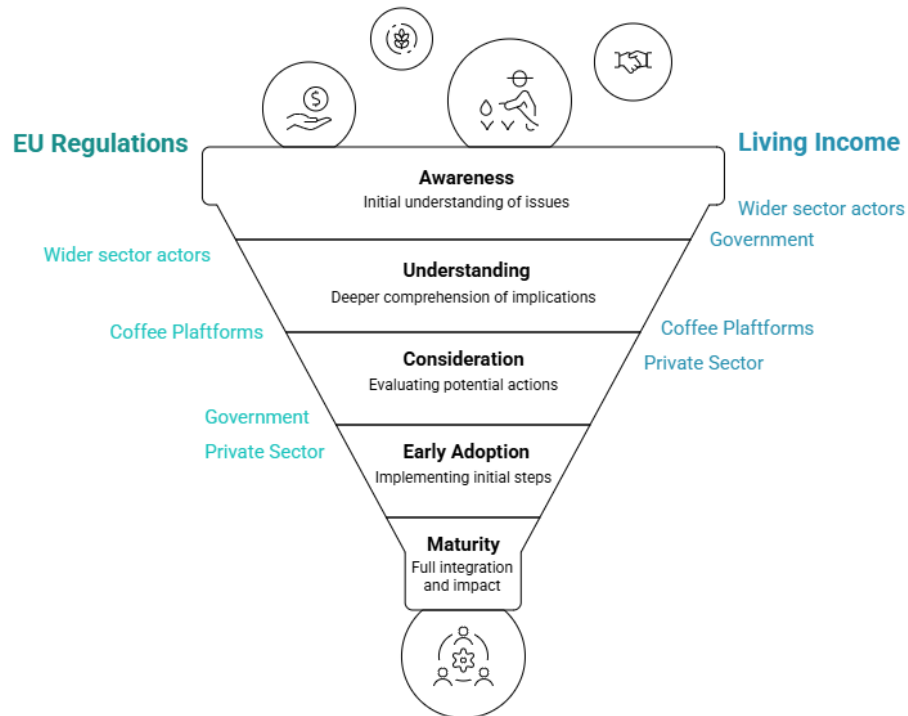 EU Regulations
Living Income
Awareness
Initial understanding of issues
Wider sector actors
Government
Wider sector actors
Understanding
Deeper comprehension of implications
Coffee Plaftforms
Coffee Plaftforms
Consideration
Evaluating potential actions
Private Sector
Government
Private Sector
Early Adoption
Implementing initial steps
Maturity
Full integration
and impact
$